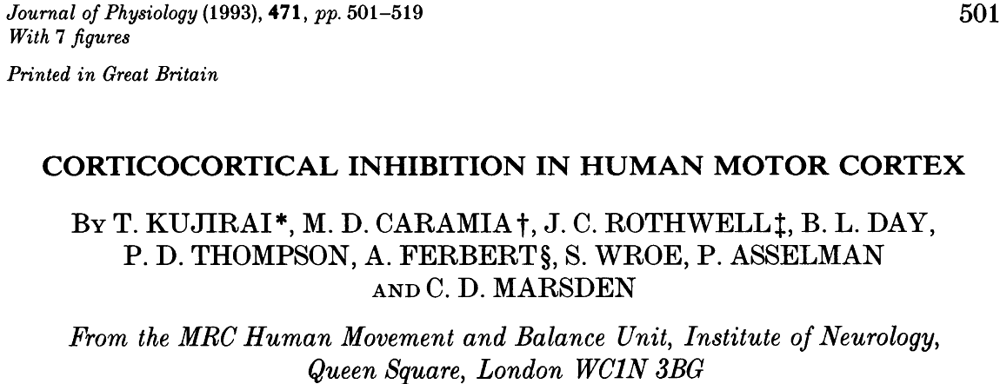 Journal of Physiology (1993), 471, pp. 501–519
501
With 7 figures
Printed in Great Britain
CORTICOCORTICAL INHIBITION IN HUMAN MOTOR CORTEX
BY T. KUJIRAI*, M. D. CARAMIA†, J. C. ROTHWELL‡, B. L. DAY,
P. D. THOMPSON, A. FERBERT§, S. WROE, P. ASSELMAN
AND C. D. MARSDEN
From the MRC Human Movement and Balance Unit, Institute of Neurology,
Queen Square, London WC1N 3BG